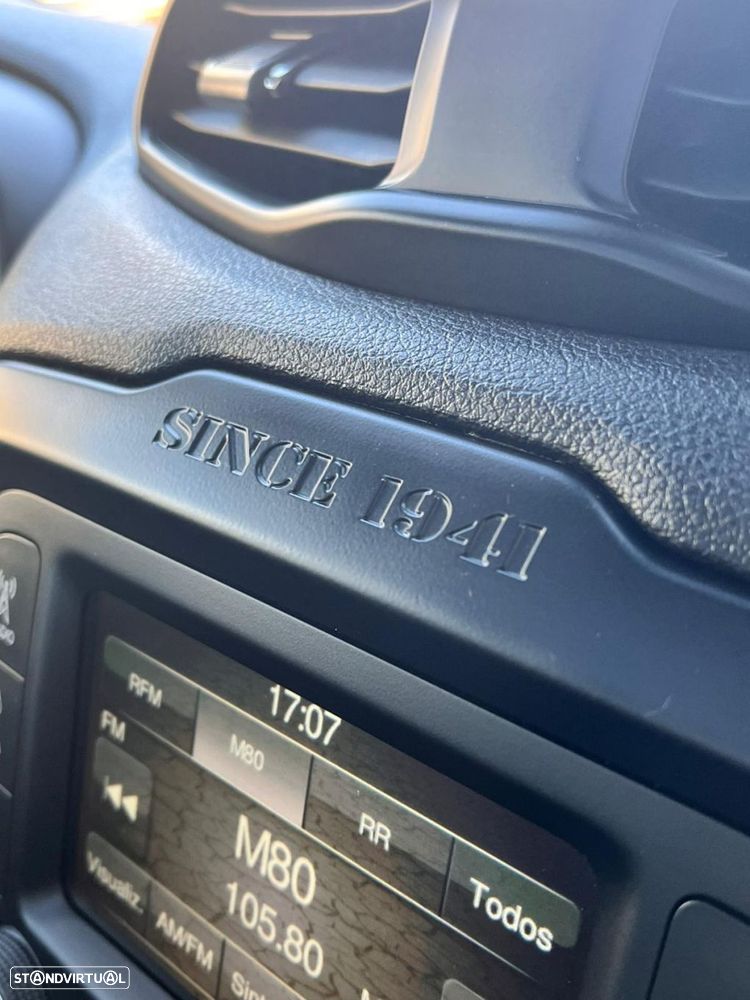 SINCE 1941
17:07
RFM
M80
RR
Todos
FM
M80
105.80
Visualiz.
AM/FM
STANDVIRTUAL